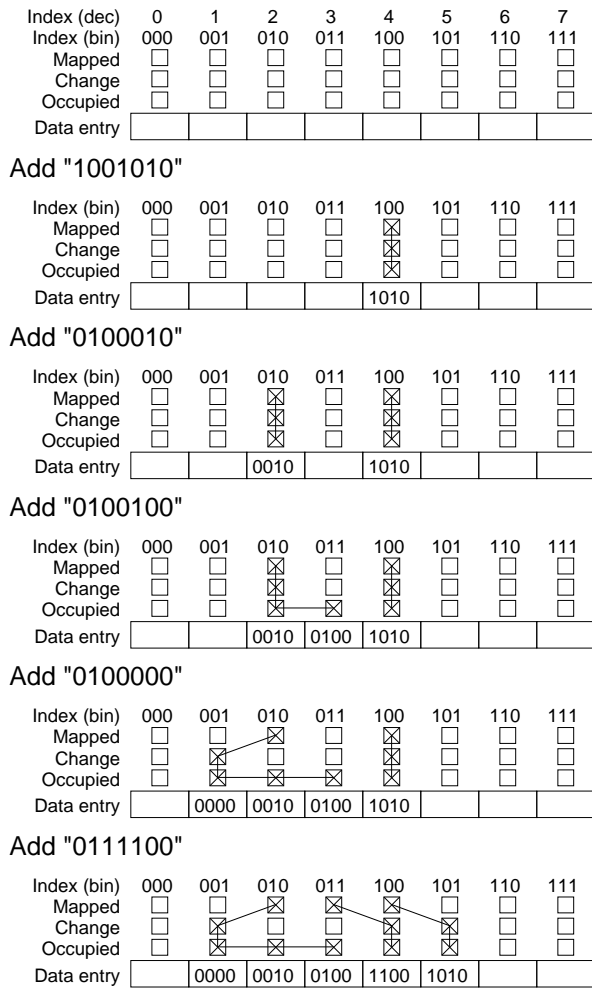 Index (dec) 0 1 2 3 4 5 6 7
Index (bin) 000 001 010 011 100 101 110 111
Mapped
Change
Occupied
Data entry
Add "1001010"
Index (bin) 000 001 010 011 100 101 110 111
Mapped
Change
Occupied
Data entry 1010
Add "0100010"
Index (bin) 000 001 010 011 100 101 110 111
Mapped
Change
Occupied
Data entry 0010 1010
Add "0100100"
Index (bin) 000 001 010 011 100 101 110 111
Mapped
Change
Occupied
Data entry 0010 0100 1010
Add "0100000"
Index (bin) 000 001 010 011 100 101 110 111
Mapped
Change
Occupied
Data entry 0000 0010 0100 1010
Add "0111100"
Index (bin) 000 001 010 011 100 101 110 111
Mapped
Change
Occupied
Data entry 0000 0010 0100 1100 1010